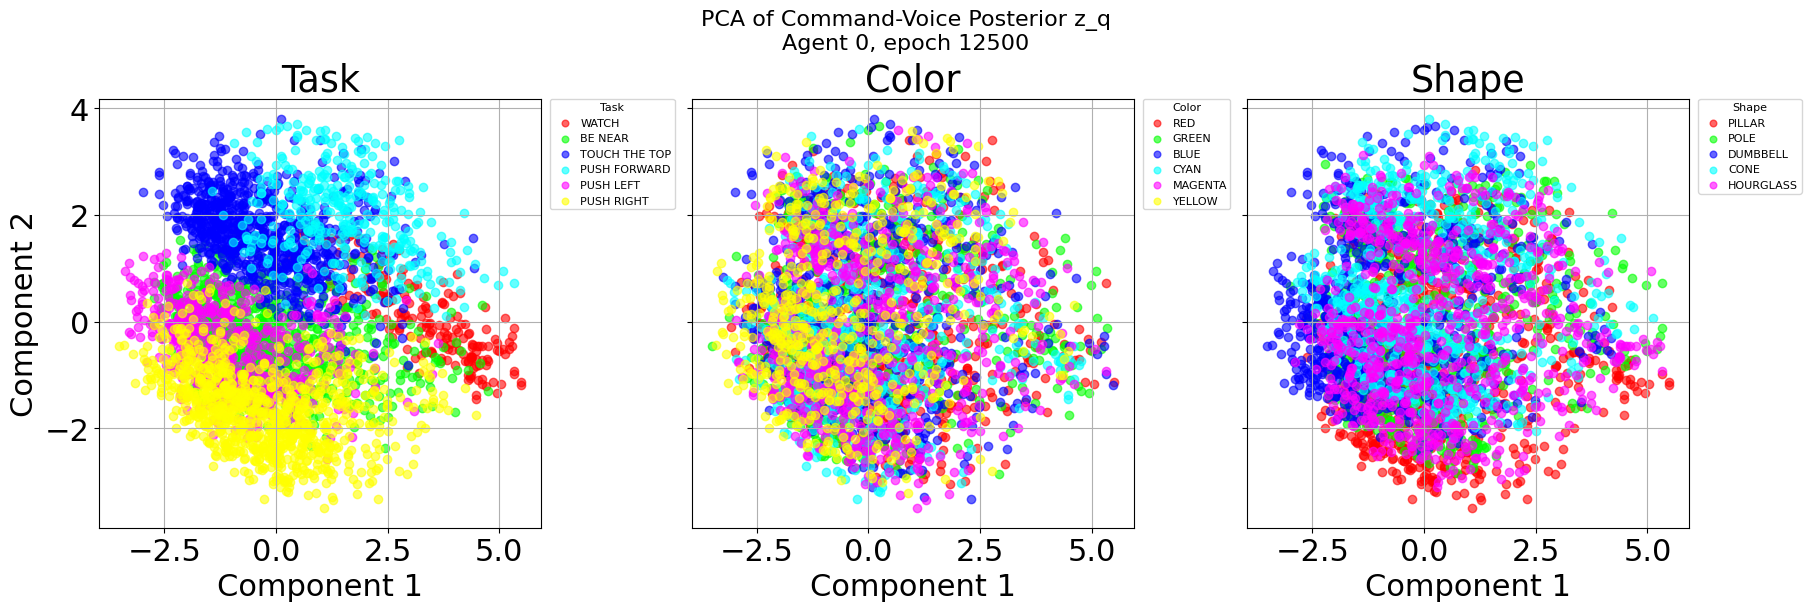 PCA of Command-Voice Posterior z_q
Agent 0, epoch 12500
Task
4
2
0
−2
Component 2
−2.5 0.0 2.5 5.0
Component 1
Task
WATCH
BE NEAR
TOUCH THE TOP
PUSH FORWARD
PUSH LEFT
PUSH RIGHT
Color
−2.5 0.0 2.5 5.0
Component 1
Color
RED
GREEN
BLUE
CYAN
MAGENTA
YELLOW
Shape
−2.5 0.0 2.5 5.0
Component 1
Shape
PILLAR
POLE
DUMBBELL
CONE
HOURGLASS